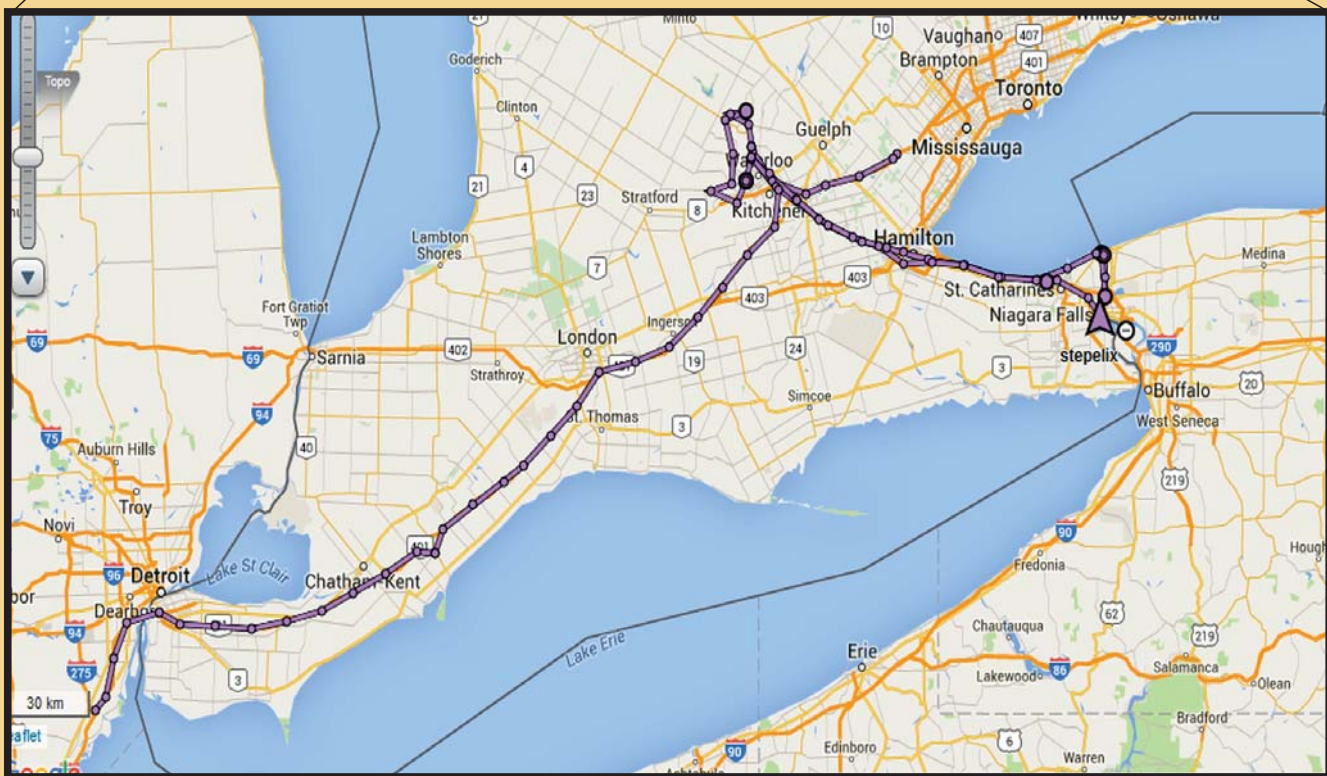 21
Minto
10
Whitby
Oshawa
Vaughan
407
Goderich
Brampton
401
Topo
Toronto
Clinton
Guelph
Mississauga
4
21
23
Stratford
8
Kitchener
Hamilton
Lambton
Shores
7
Medina
403
403
St. Catharines
Fort Gratiot
Twp
Niagara Falls
London
69
69
Sarnia
402
19
24
stepelix
290
Strathroy
3
Buffalo
20
94
Simcoe
St. Thomas
3
West Seneca
75
Auburn Hills
40
219
Troy
Novi
401
90
96
Detroit
Lake St Clair
Chatham-Kent
Fredonia
62
94
Lake Erie
Chautauqua
219
Erie
275
86
Salamanca
3
Lakewood
Olean
30 km
Bradford
90
Edinboro
6
Warren